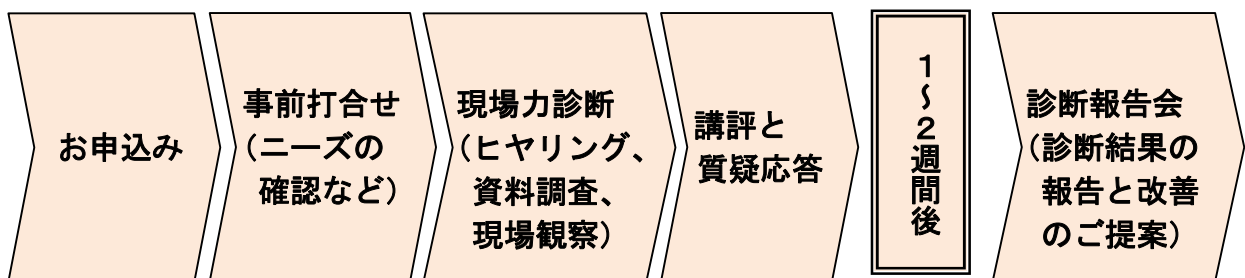 お申込み
事前打合せ
（ニーズの
確認など）
現場力診断
（ヒヤリング、
資料調査、
現場観察）
講評と
質疑応答
１～２週間後
診断報告会
（診断結果の
報告と改善
のご提案）